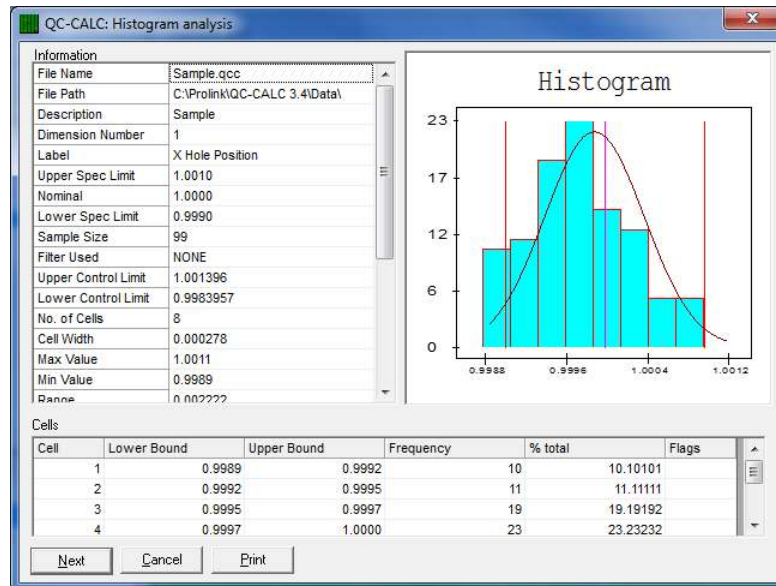 QC-CALC: Histogram analysis
Information
File Name Sample.qcc
File Path C:\Prolink\QC-CALC 3.4\Data\
Description Sample
Dimension Number 1
Label X Hole Position
Upper Spec Limit 1.0010
Nominal 1.0000
Lower Spec Limit 0.9990
Sample Size 99
Filter Used NONE
Upper Control Limit 1.001396
Lower Control Limit 0.9983957
No. of Cells 8
Cell Width 0.000278
Max Value 1.0011
Min Value 0.9989
Range 0.002222
Histogram
23
17
12
6
0
0.9988 0.9996 1.0004 1.0012
Cells
Cell Lower Bound Upper Bound Frequency % total Flags
1 0.9989 0.9992 10 10.10101
2 0.9992 0.9995 11 11.11111
3 0.9995 0.9997 19 19.19192
4 0.9997 1.0000 23 23.23232
Next Cancel Print